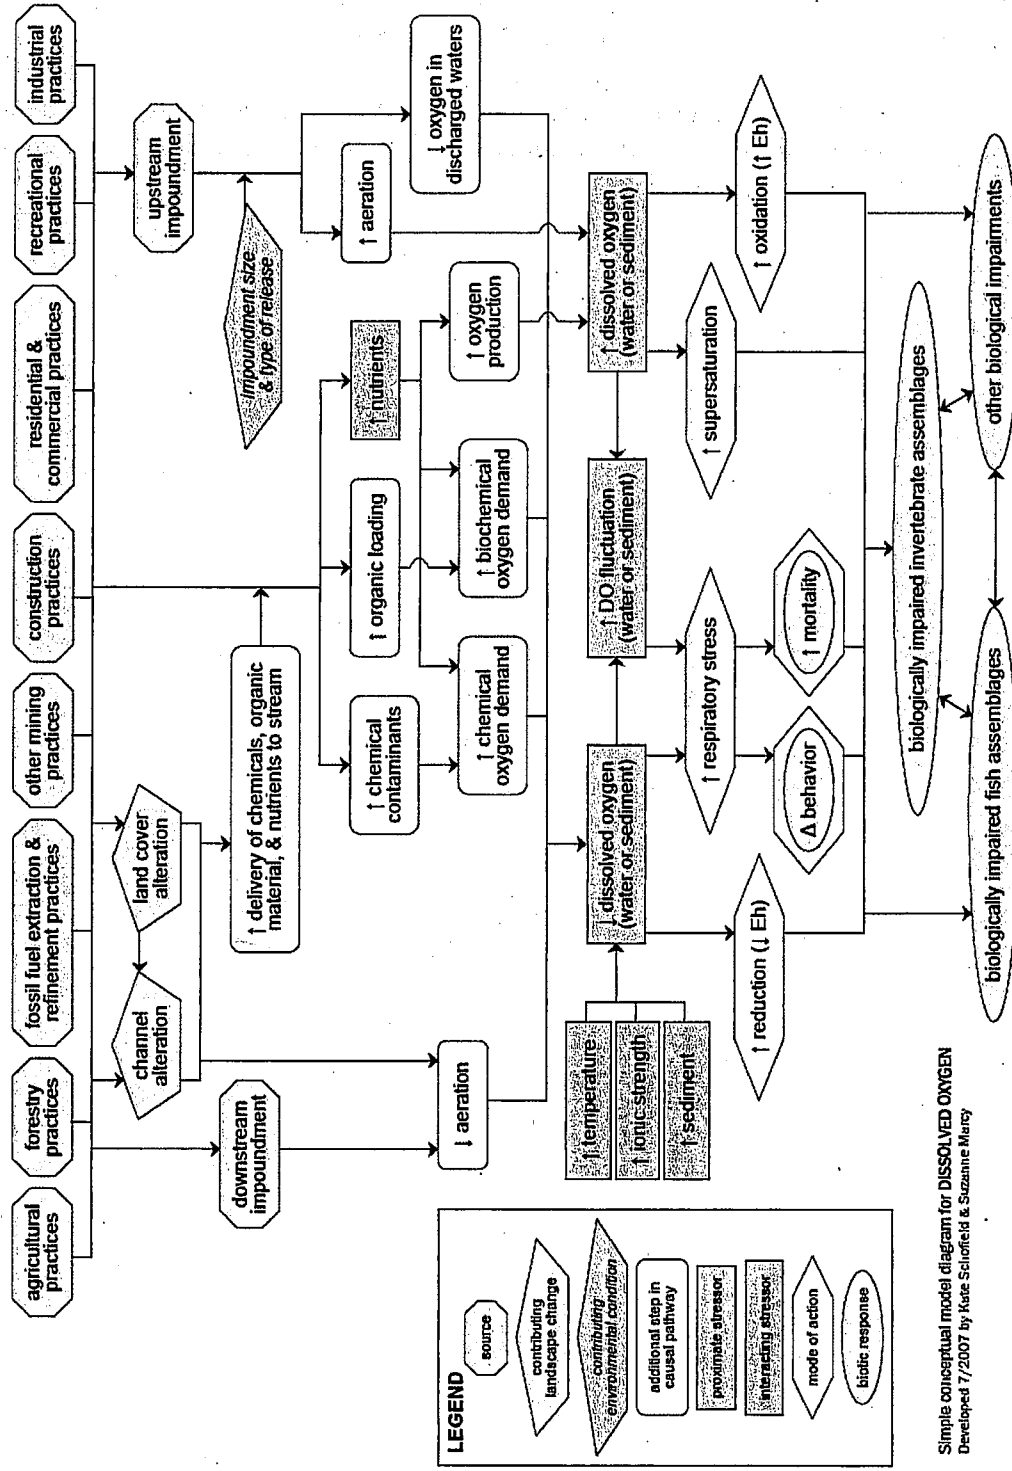 agricultural
practices
forestry
practices
fossil fuel extraction &
refinement practices
other mining
practices
construction
practices
residential &
commercial practices
recreational
practices
industrial
practices
channel
alteration
land cover
alteration
upstream
impoundment
downstream
impoundment
↑ delivery of chemicals, organic
material, & nutrients to stream
impoundment size
& type of release
↑ chemical
contaminants
↑ organic loading
↑ nutrients
↑ aeration
↓ oxygen in
discharged waters
↓ aeration
↑ chemical
oxygen demand
↑ biochemical
oxygen demand
↑ oxygen
production
↑ temperature
↑ ionic strength
↑ sediment
↓ dissolved oxygen
(water or sediment)
↑ DO fluctuation
(water or sediment)
↑ dissolved oxygen
(water or sediment)
↑ reduction (↓ Eh)
↑ respiratory stress
↑ supersaturation
↑ oxidation (↑ Eh)
Δ behavior
↑ mortality
biologically impaired invertebrate assemblages
biologically impaired fish assemblages
other biological impairments
LEGEND
source
contributing
landscape change
contributing
environmental condition
additional step in
causal pathway
proximate stressor
interacting stressor
mode of action
biotic response
Simple conceptual model diagram for DISSOLVED OXYGEN
Developed 7/2007 by Kate Schofield & Suzanne Marcy